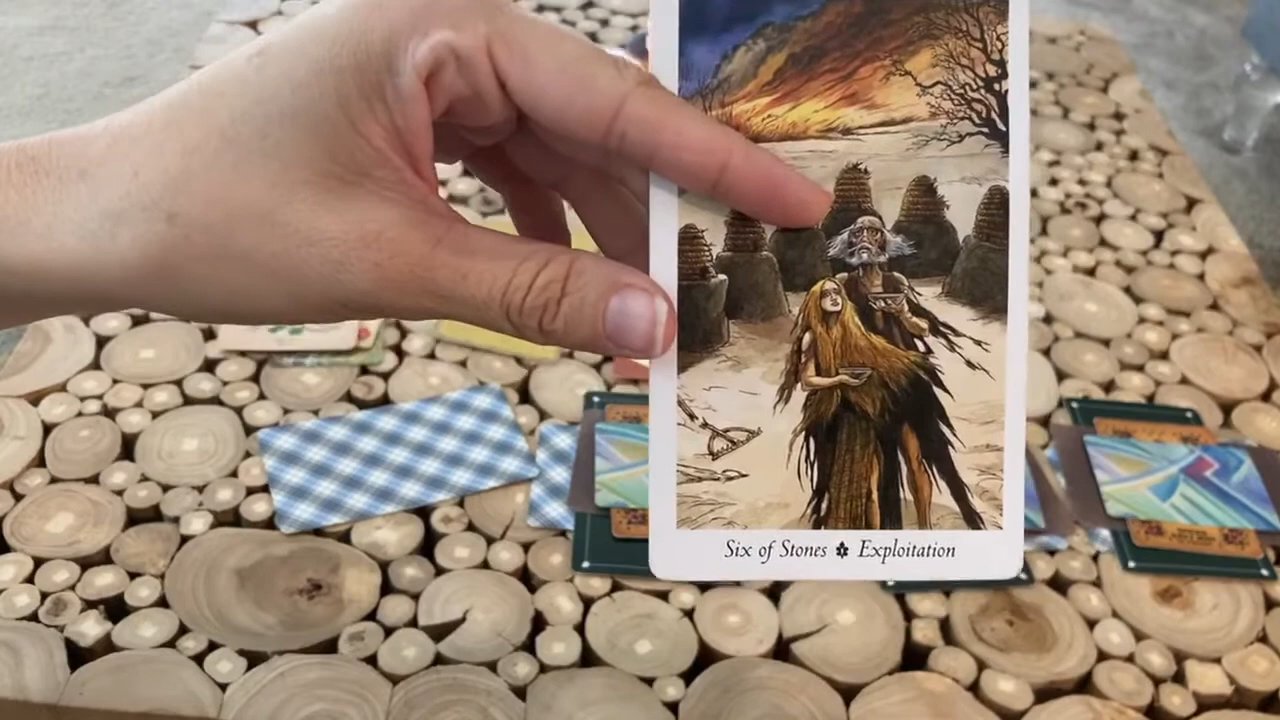 Six of Stones ✽ Exploitation